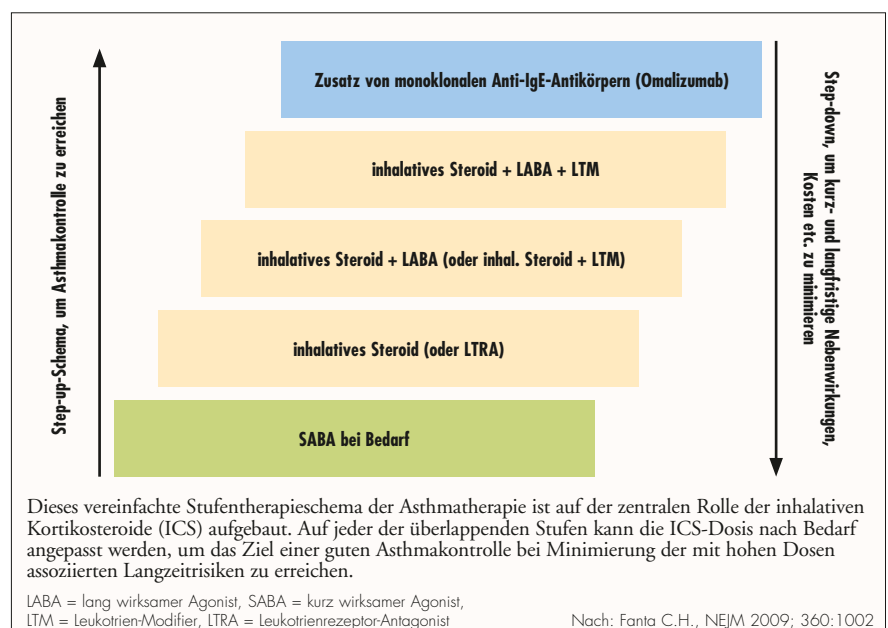 Zusatz von monoklonalen Anti-IgE-Antikörpern (Omalizumab)
inhalatives Steroid + LABA + LTM
inhalatives Steroid + LABA (oder inhal. Steroid + LTM)
inhalatives Steroid (oder LTRA)
SABA bei Bedarf
Step-up-Schema, um Asthmakontrolle zu erreichen
Step-down, um kurz- und langfristige Nebenwirkungen,
Kosten etc. zu minimieren
Dieses vereinfachte Stufentherapieschema der Asthmatherapie ist auf der zentralen Rolle der inhalativen
Kortikosteroide (ICS) aufgebaut. Auf jeder der überlappenden Stufen kann die ICS-Dosis nach Bedarf
angepasst werden, um das Ziel einer guten Asthmakontrolle bei Minimierung der mit hohen Dosen
assoziierten Langzeitrisiken zu erreichen.
LABA = lang wirksamer Agonist, SABA = kurz wirksamer Agonist,
LTM = Leukotrien-Modifier, LTRA = Leukotrienrezeptor-Antagonist
Nach: Fanta C.H., NEJM 2009; 360:1002